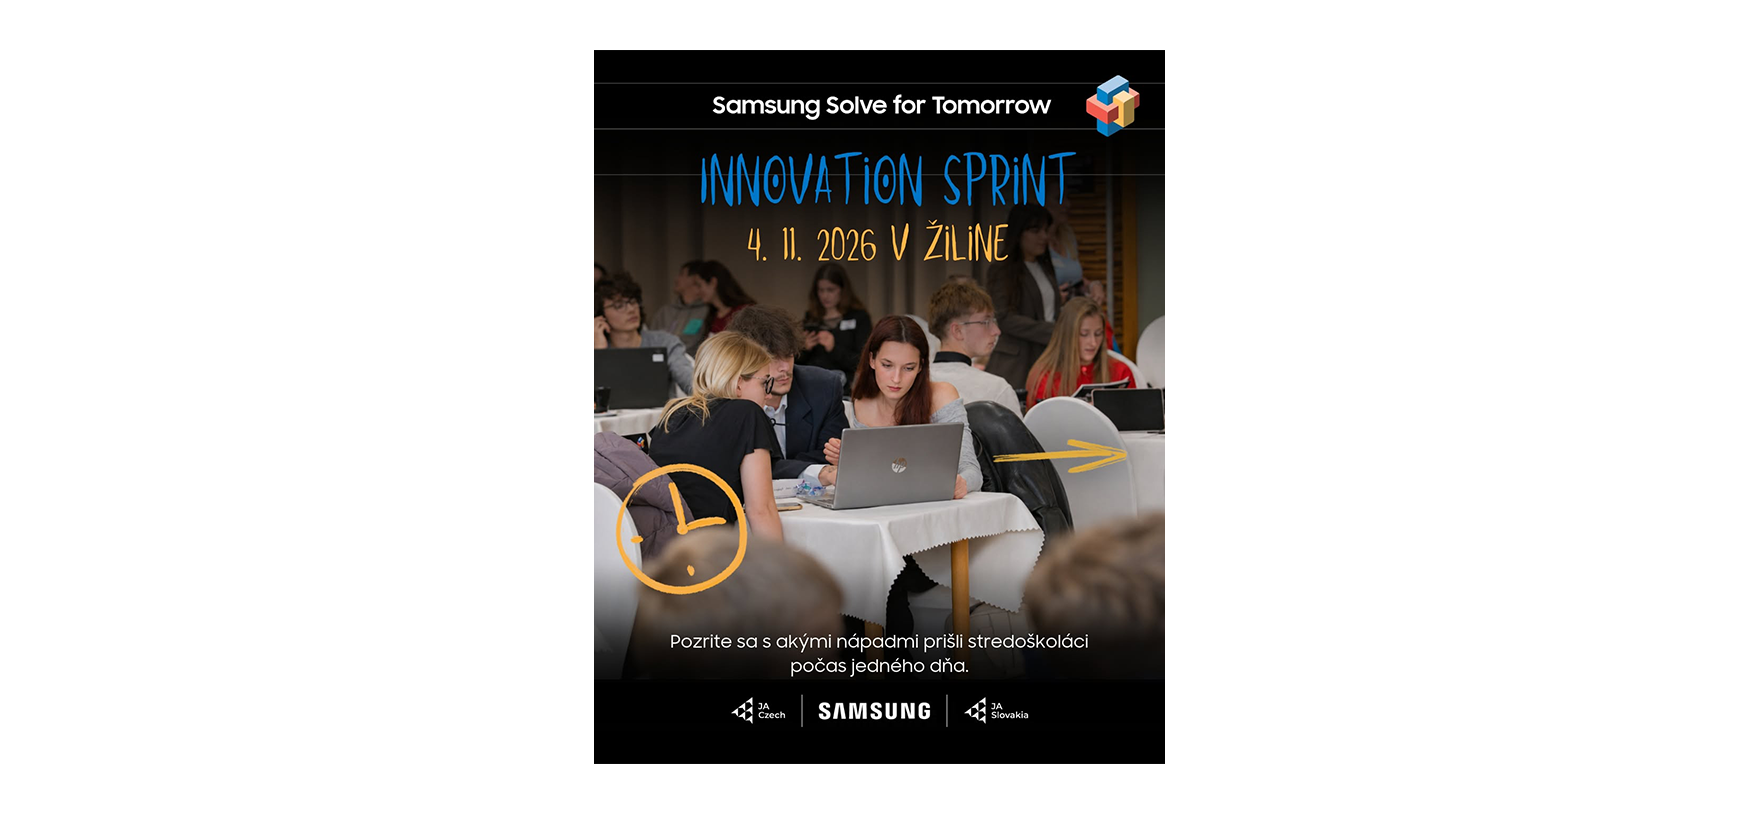 Samsung Solve for Tomorrow
INNOVATION SPRINT
4. 11. 2026 V ŽILINE
Pozrite sa s akými nápadmi prišli stredoškoláci
počas jedného dňa.
JA
Czech
SAMSUNG
JA
Slovakia